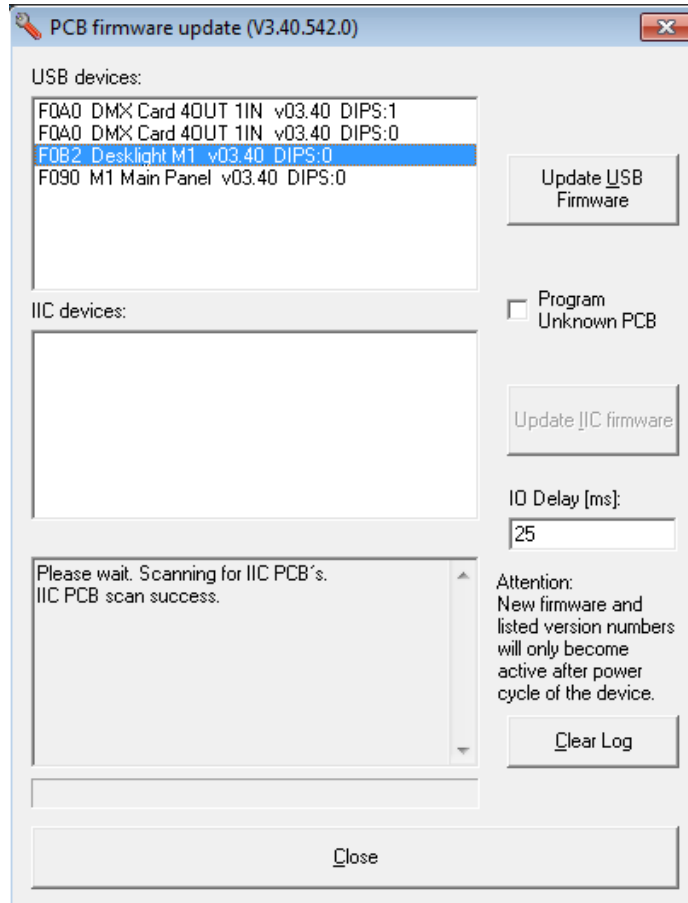 PCB firmware update (V3.40.542.0)
USB devices:
F0A0 DMX Card 4OUT 1IN v03.40 DIPS:1
F0A0 DMX Card 4OUT 1IN v03.40 DIPS:0
F0B2 Desklight M1 v03.40 DIPS:0
F090 M1 Main Panel v03.40 DIPS:0
Update USB
Firmware
Program
Unknown PCB
IIC devices:
Update IIC firmware
IO Delay [ms]:
25
Please wait. Scanning for IIC PCB´s.
IIC PCB scan success.
Attention:
New firmware and
listed version numbers
will only become
active after power
cycle of the device.
Clear Log
Close